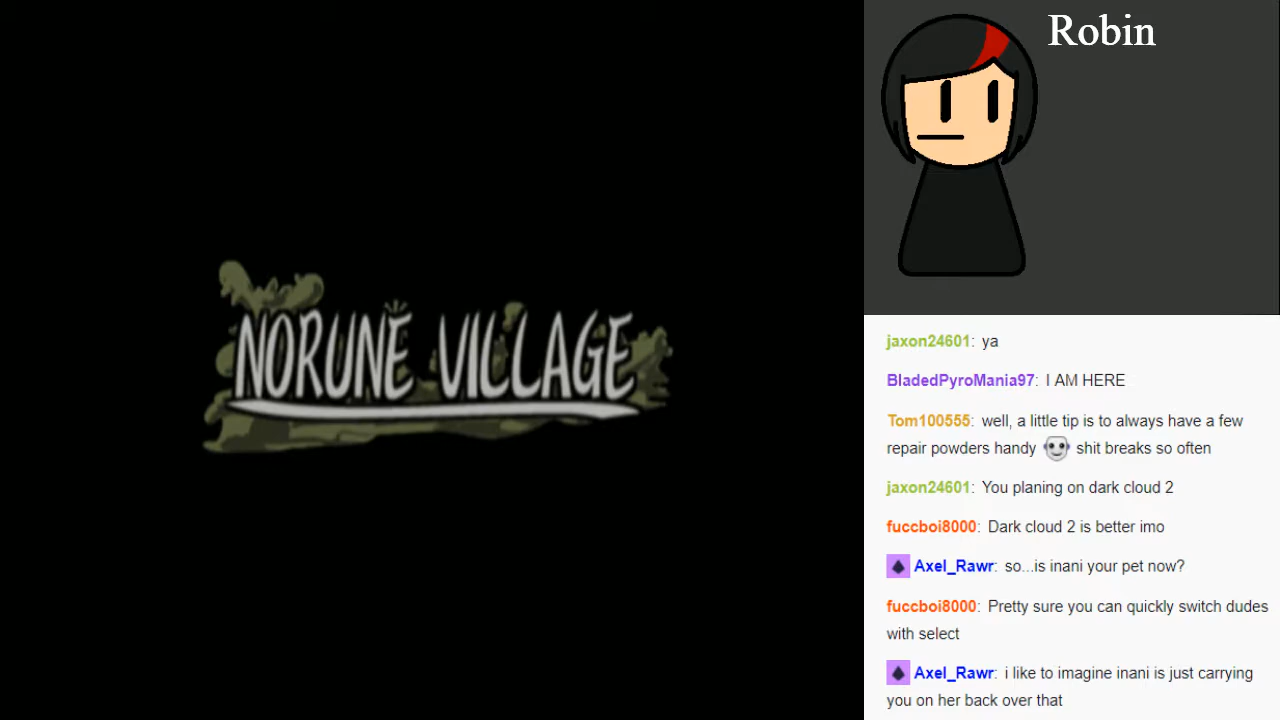 NORUNE VILLAGE
Robin
jaxon24601: ya
BladedPyroMania97: I AM HERE
Tom100555: well, a little tip is to always have a few
repair powders handy shit breaks so often
jaxon24601: You planing on dark cloud 2
fuccboi8000: Dark cloud 2 is better imo
Axel_Rawr: so...is inani your pet now?
fuccboi8000: Pretty sure you can quickly switch dudes
with select
Axel_Rawr: i like to imagine inani is just carrying
you on her back over that